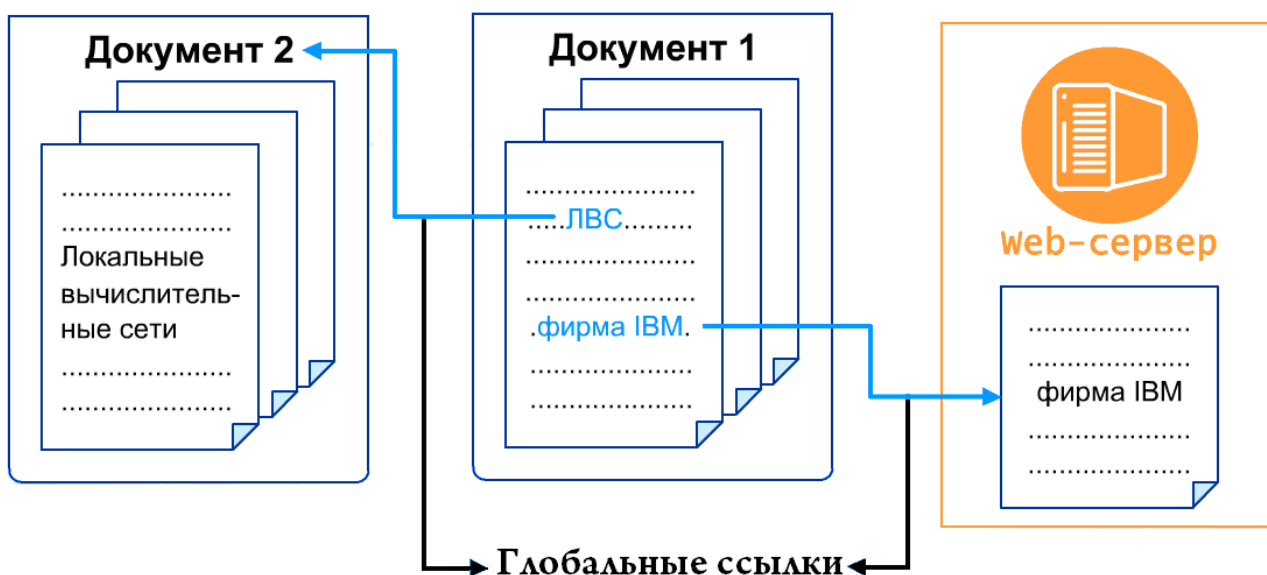 Документ 2
.....................
.....................
Локальные
вычислитель-
ные сети
.....................
.....................
Документ 1
.....................
.....ЛВС.........
.....................
.....................
.фирма IBM.
.....................
.....................
Web-сервер
.....................
.....................
фирма IBM
.....................
.....................
Глобальные ссылки